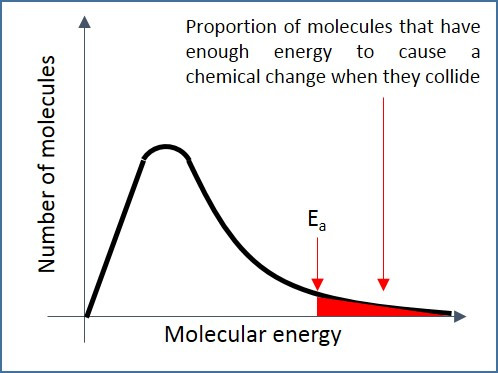 Proportion of molecules that have
enough energy to cause a
chemical change when they collide
Number of molecules
Ea
Molecular energy